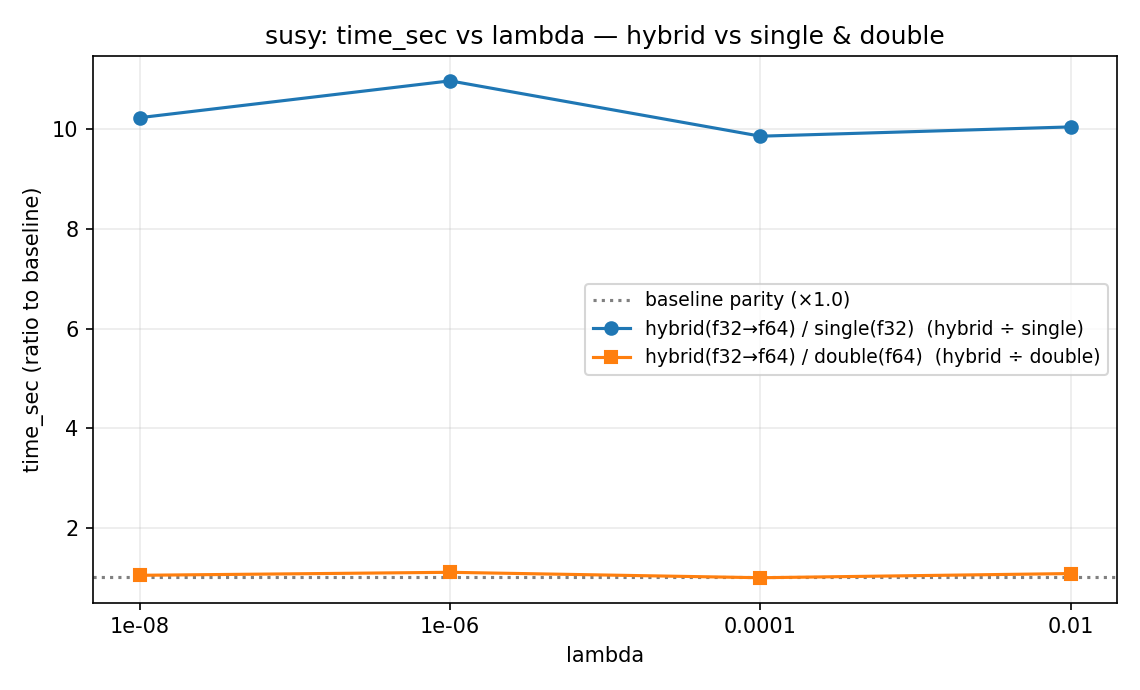 susy: time_sec vs lambda — hybrid vs single & double
time_sec (ratio to baseline)
10
8
6
4
2
baseline parity (×1.0)
hybrid(f32→f64) / single(f32)  (hybrid ÷ single)
hybrid(f32→f64) / double(f64)  (hybrid ÷ double)
1e-08
1e-06
0.0001
0.01
lambda